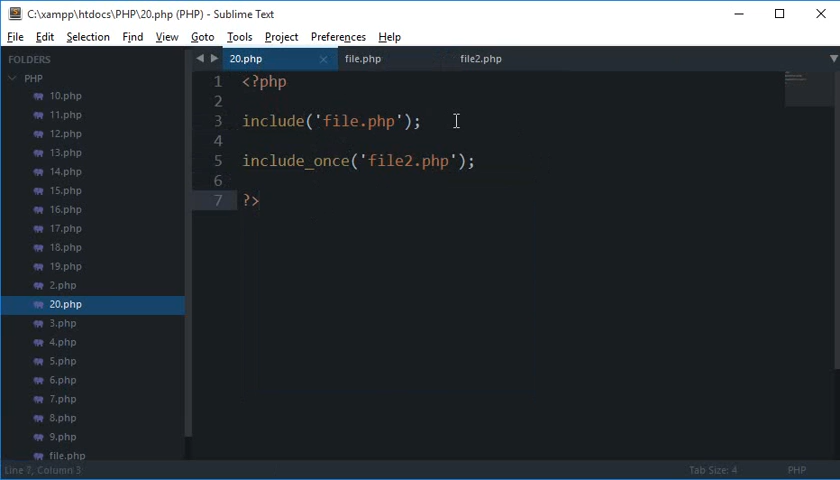 C:\xampp\htdocs\PHP\20.php (PHP) - Sublime Text
File Edit Selection Find View Goto Tools Project Preferences Help
FOLDERS
PHP
10.php
11.php
12.php
13.php
14.php
15.php
16.php
17.php
18.php
19.php
2.php
20.php
3.php
4.php
5.php
6.php
7.php
8.php
9.php
file.php
20.php file.php file2.php
1 <?php
2
3 include('file.php');
4
5 include_once('file2.php');
6
7 ?>
Line 7, Column 3 Tab Size: 4 PHP